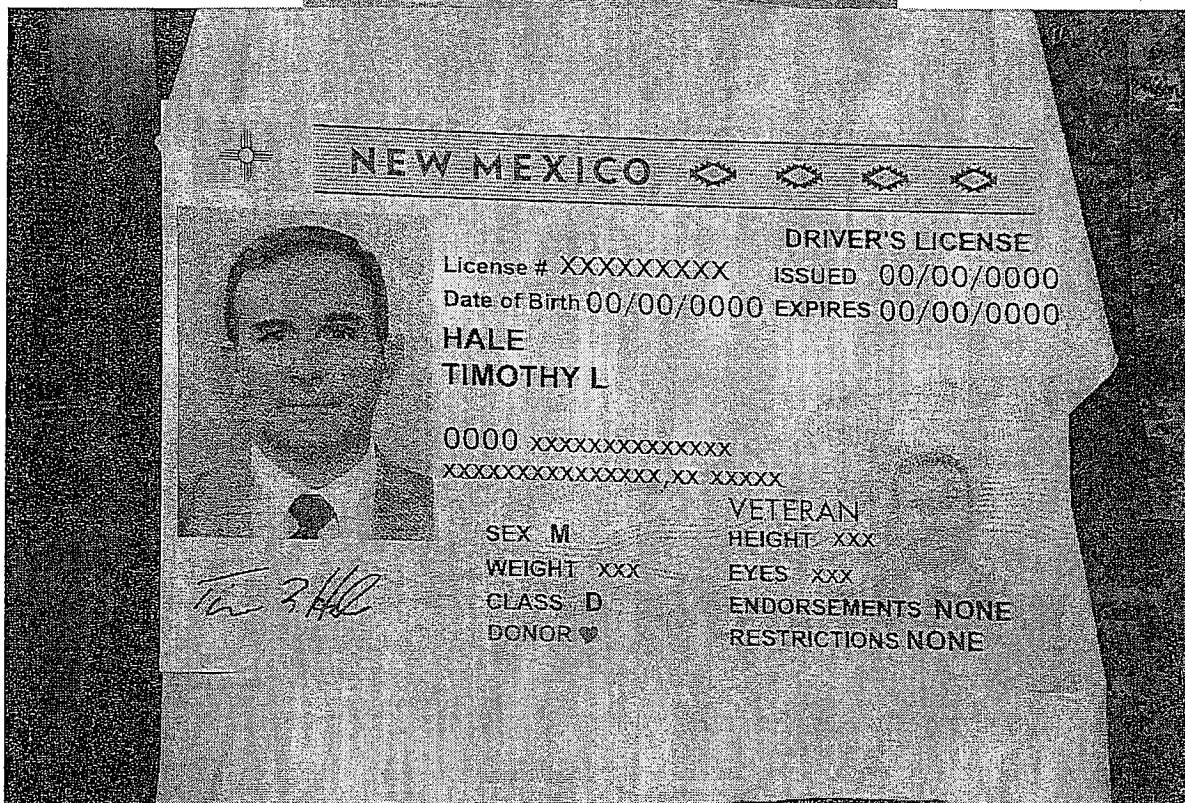 NEW MEXICO
DRIVER'S LICENSE
License # XXXXXXXXX ISSUED 00/00/0000
Date of Birth 00/00/0000 EXPIRES 00/00/0000
HALE
TIMOTHY L
0000 xxxxxxxxxxxxxx
xxxxxxxxxxxxxxx,xx xxxxx
VETERAN
SEX M HEIGHT XXX
WEIGHT XXX EYES XXX
CLASS D ENDORSEMENTS NONE
DONOR RESTRICTIONS NONE